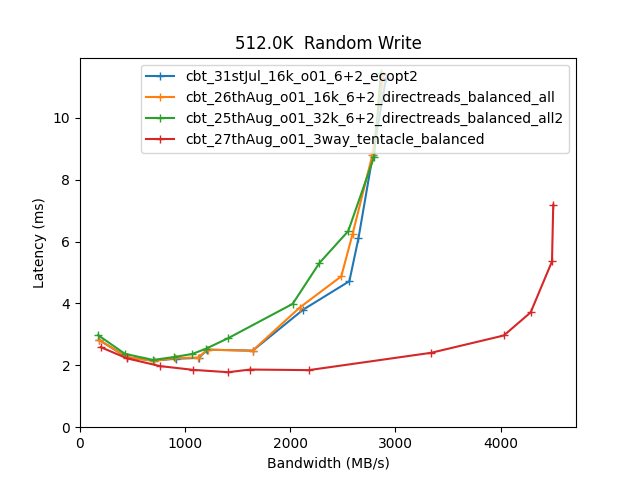 512.0K  Random Write
cbt_31stJul_16k_o01_6+2_ecopt2
cbt_26thAug_o01_16k_6+2_directreads_balanced_all
cbt_25thAug_o01_32k_6+2_directreads_balanced_all2
cbt_27thAug_o01_3way_tentacle_balanced
10
8
6
4
2
0
Latency (ms)
0 1000 2000 3000 4000
Bandwidth (MB/s)